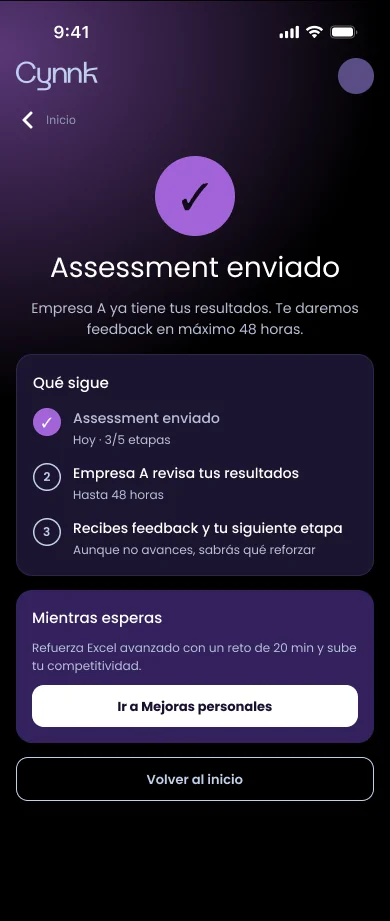 9:41
Cynnk
Inicio
✓
Assessment enviado
Empresa A ya tiene tus resultados. Te daremos
feedback en máximo 48 horas.
Qué sigue
✓ Assessment enviado
Hoy · 3/5 etapas
2 Empresa A revisa tus resultados
Hasta 48 horas
3 Recibes feedback y tu siguiente etapa
Aunque no avances, sabrás qué reforzar
Mientras esperas
Refuerza Excel avanzado con un reto de 20 min y sube
tu competitividad.
Ir a Mejoras personales
Volver al inicio